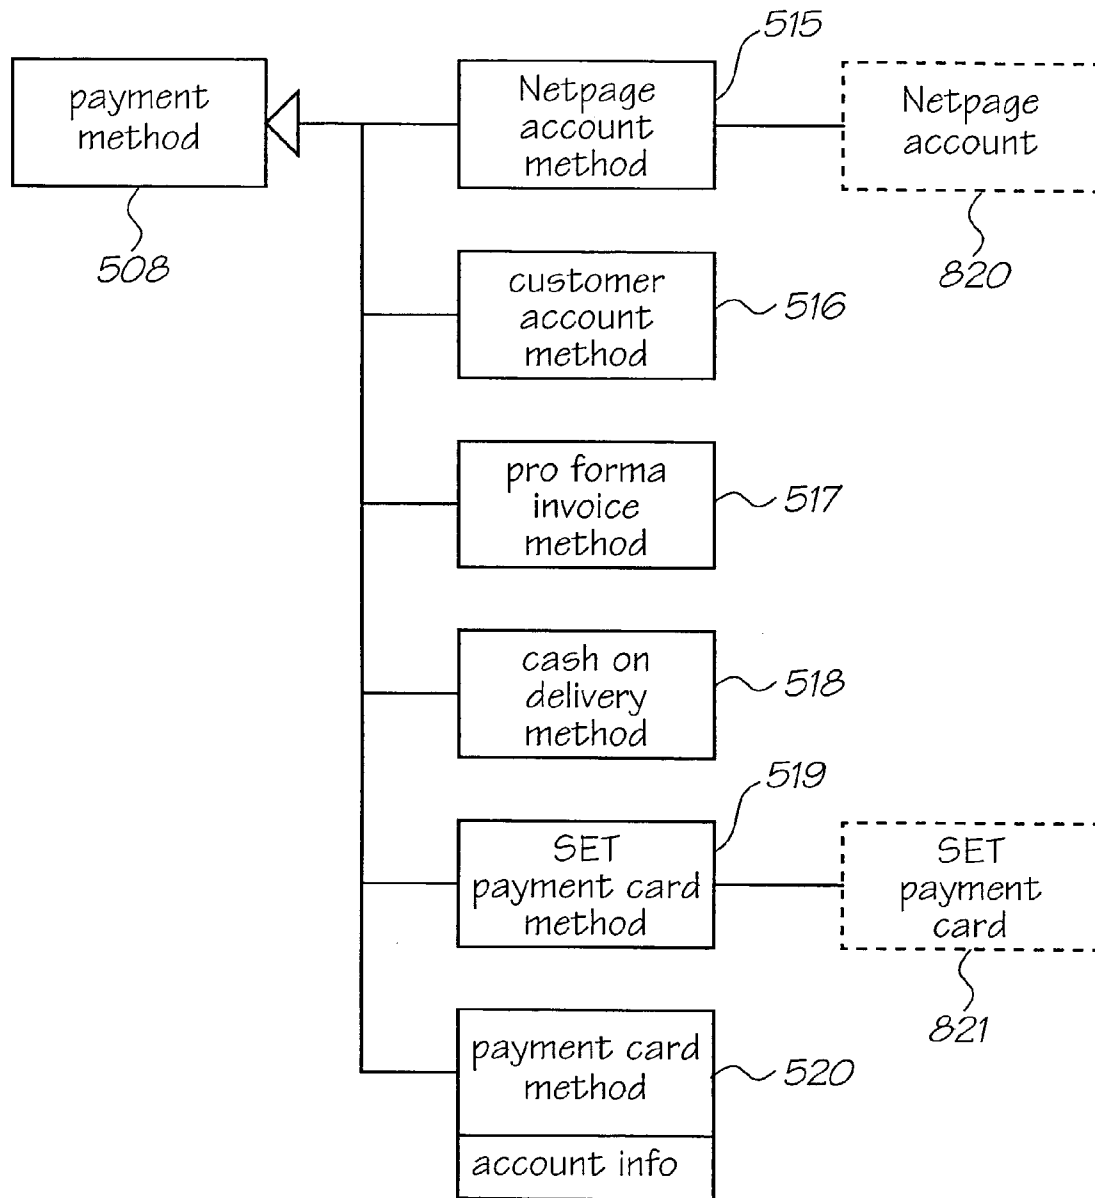 515
payment
method
Netpage
account
method
Netpage
account
508
820
customer
account
method
516
pro forma
invoice
method
517
cash on
delivery
method
518
519
SET
payment card
method
SET
payment
card
821
payment card
method
520
account info